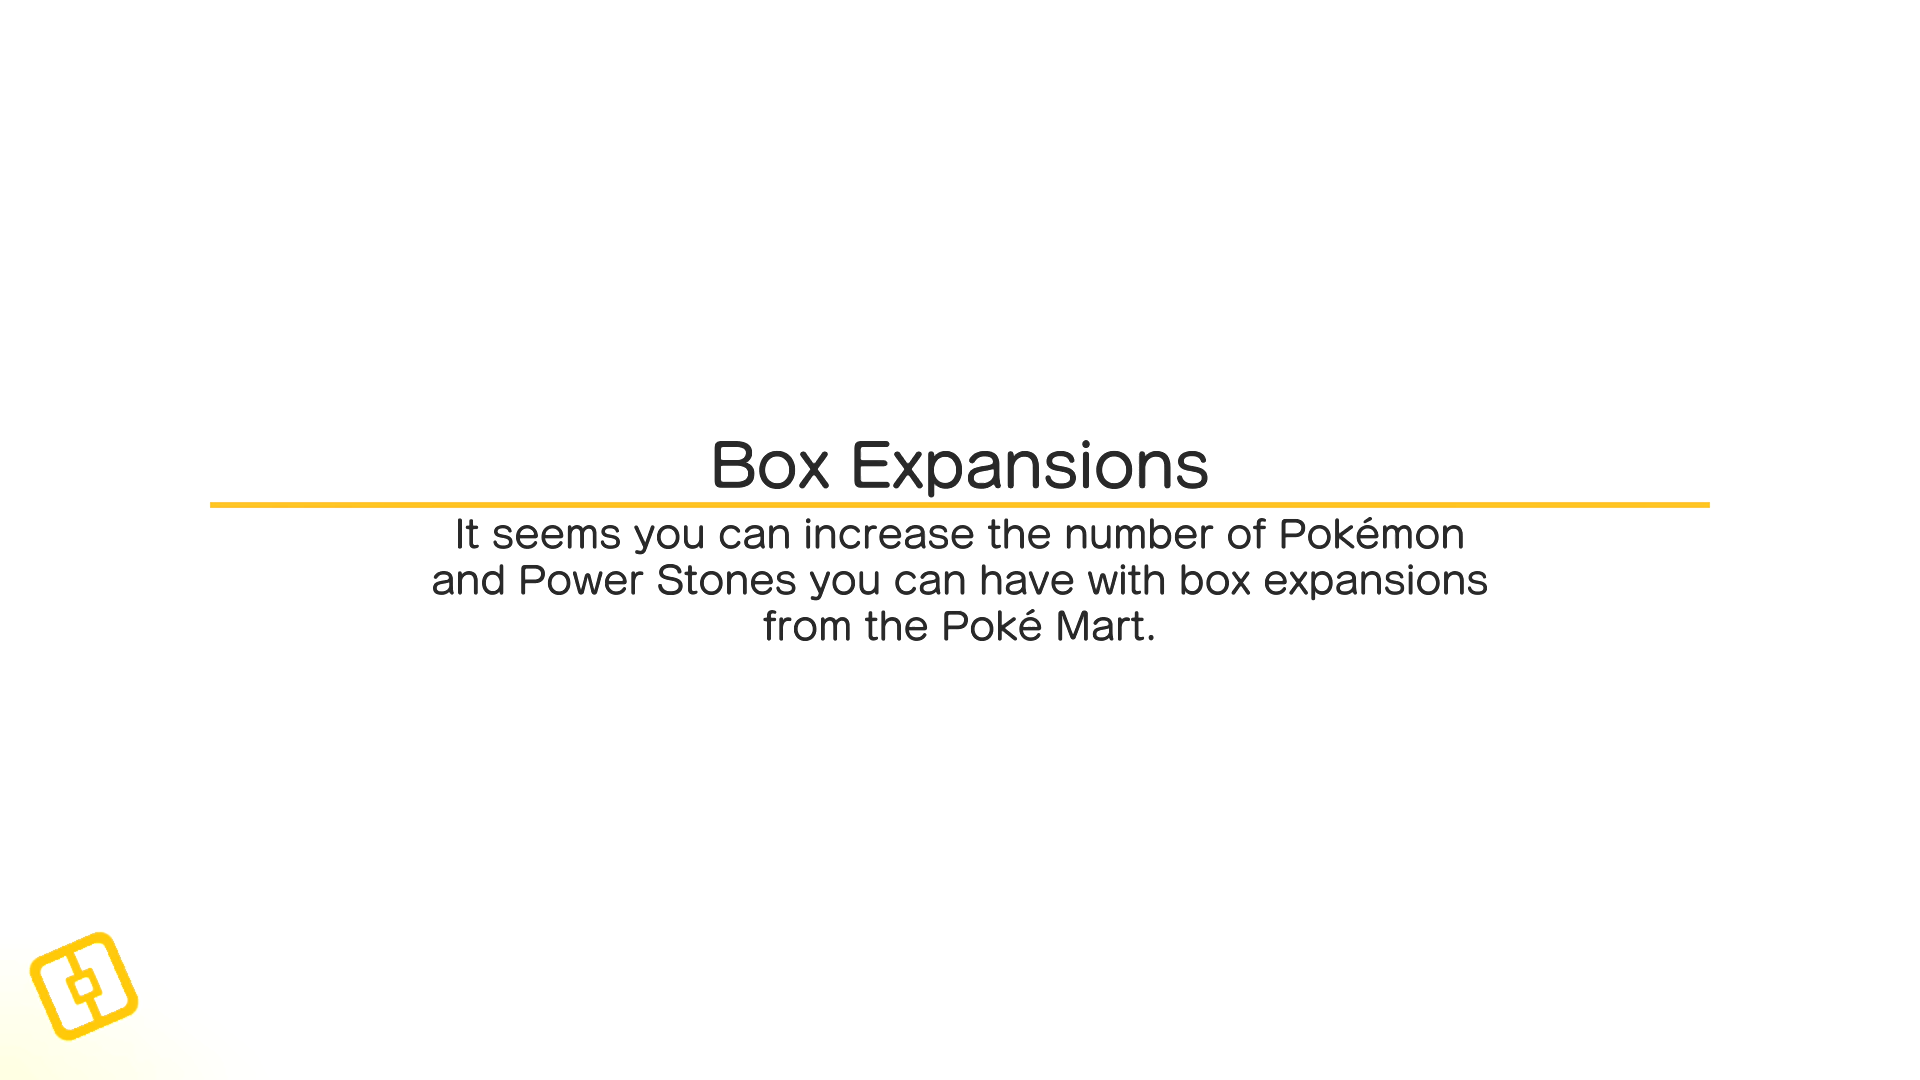 Box Expansions
It seems you can increase the number of Pokémon
and Power Stones you can have with box expansions
from the Poké Mart.